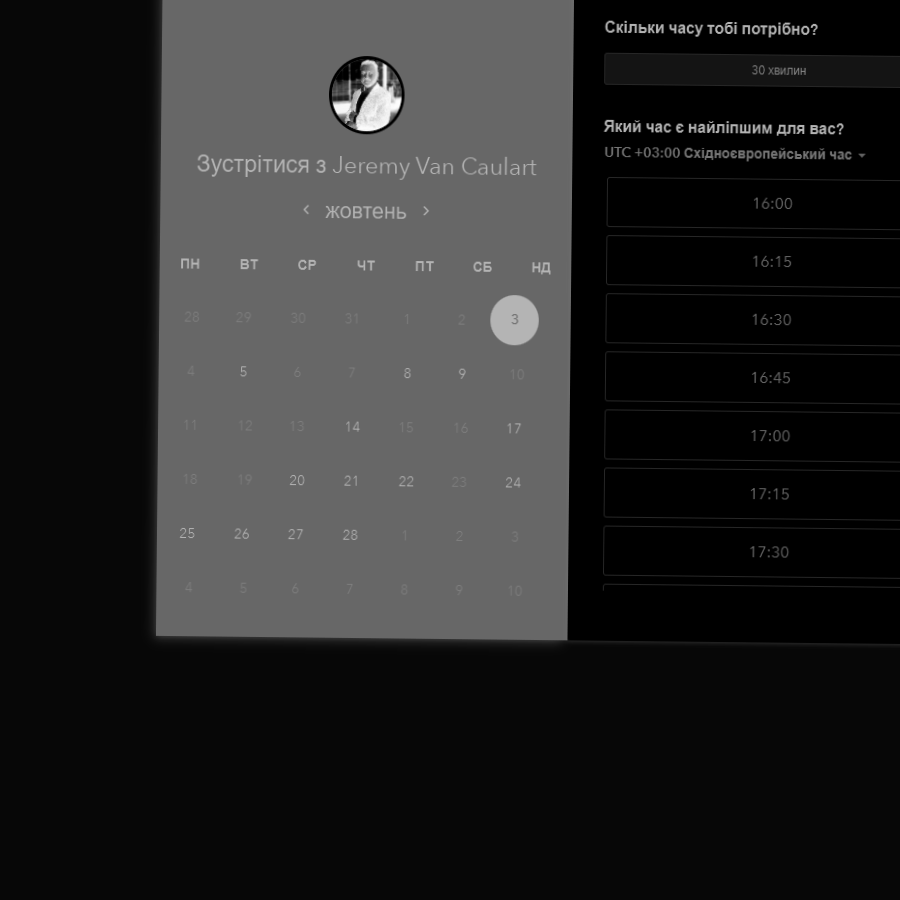 Зустрітися з Jeremy Van Caulart
‹ жовтень ›
ПН ВТ СР ЧТ ПТ СБ НД
28 29 30 31 1 2 3
4 5 6 7 8 9 10
11 12 13 14 15 16 17
18 19 20 21 22 23 24
25 26 27 28 1 2 3
4 5 6 7 8 9 10
Скільки часу тобі потрібно?
30 хвилин
Який час є найліпшим для вас?
UTC +03:00 Східноєвропейський час
16:00
16:15
16:30
16:45
17:00
17:15
17:30